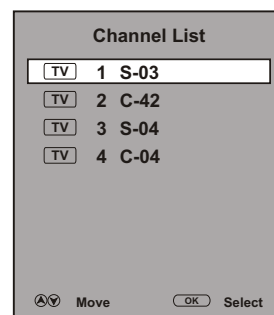 Channel List
TV 1 S-03
TV 2 C-42
TV 3 S-04
TV 4 C-04
Move OK Select